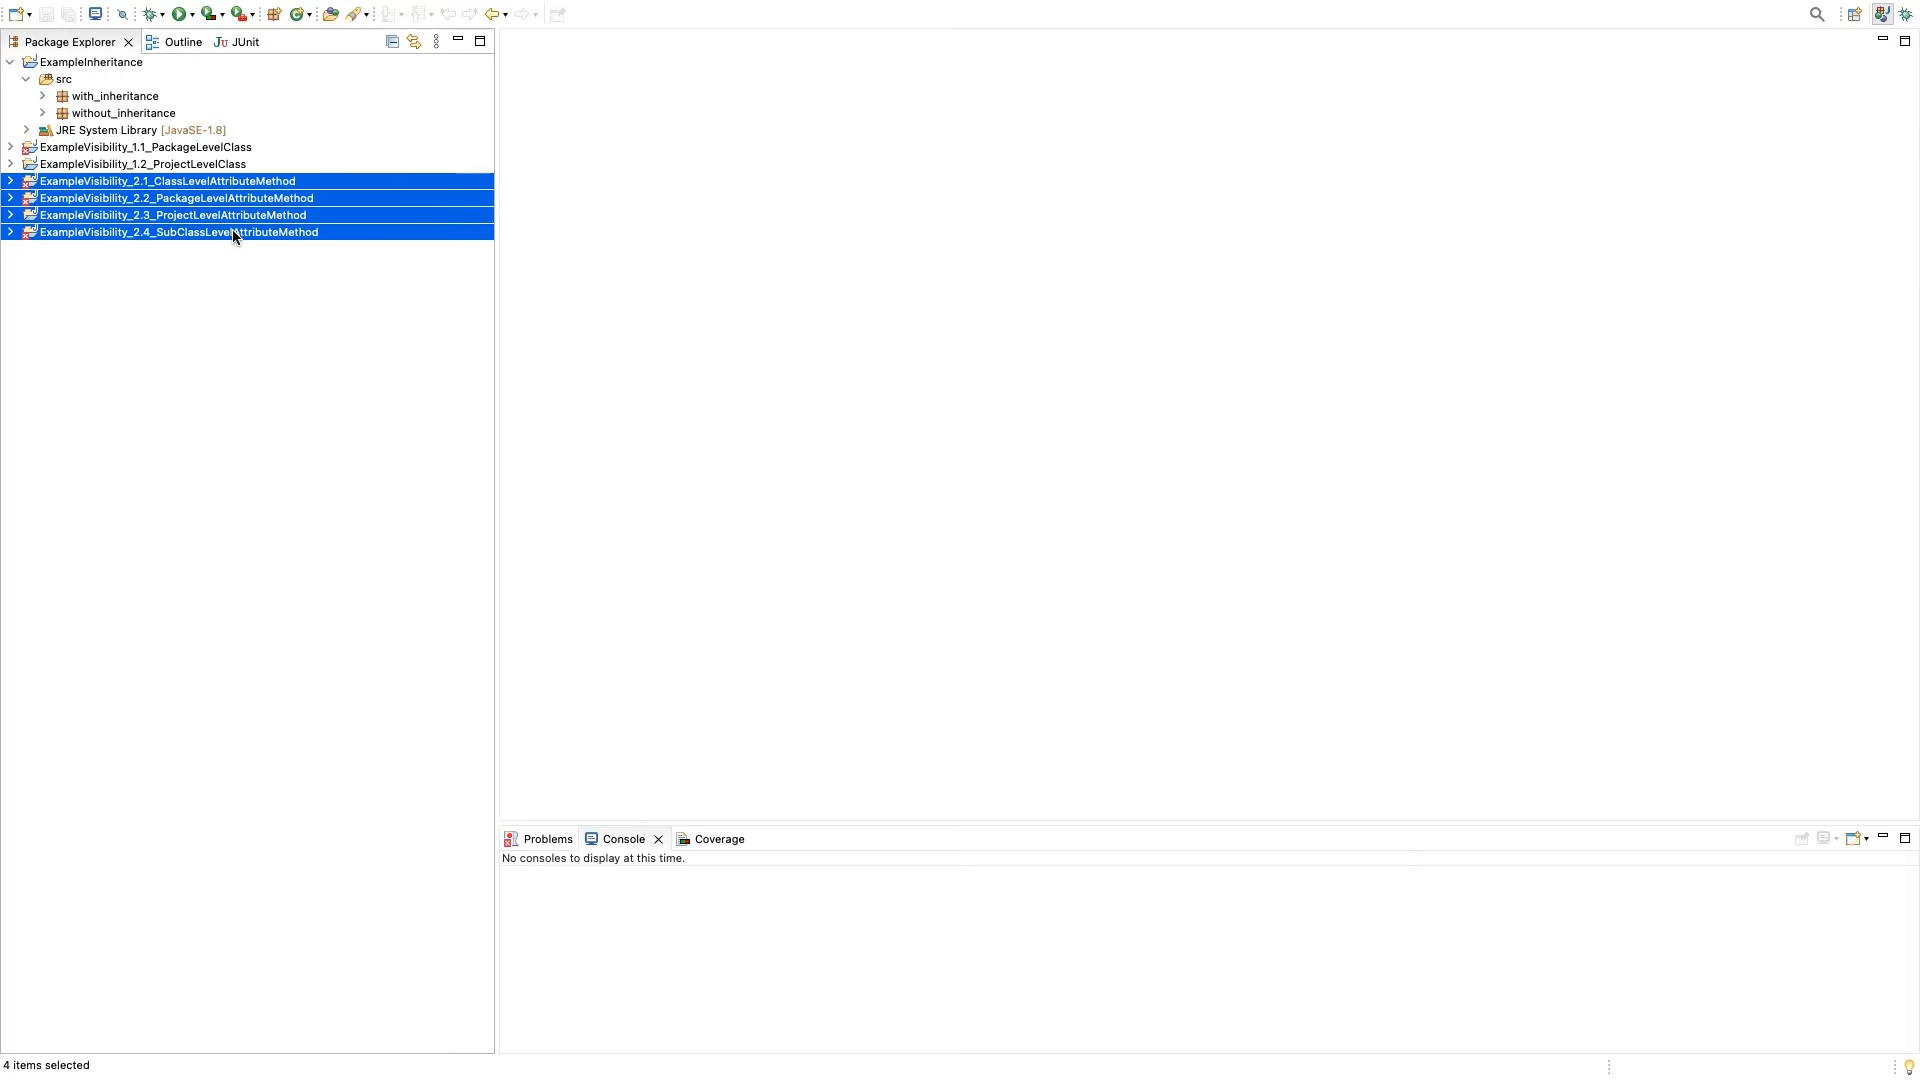 Package Explorer
Outline
JUnit
ExampleInheritance
src
with_inheritance
without_inheritance
JRE System Library [JavaSE-1.8]
ExampleVisibility_1.1_PackageLevelClass
ExampleVisibility_1.2_ProjectLevelClass
ExampleVisibility_2.1_ClassLevelAttributeMethod
ExampleVisibility_2.2_PackageLevelAttributeMethod
ExampleVisibility_2.3_ProjectLevelAttributeMethod
ExampleVisibility_2.4_SubClassLevelAttributeMethod
Problems
Console
Coverage
No consoles to display at this time.
4 items selected